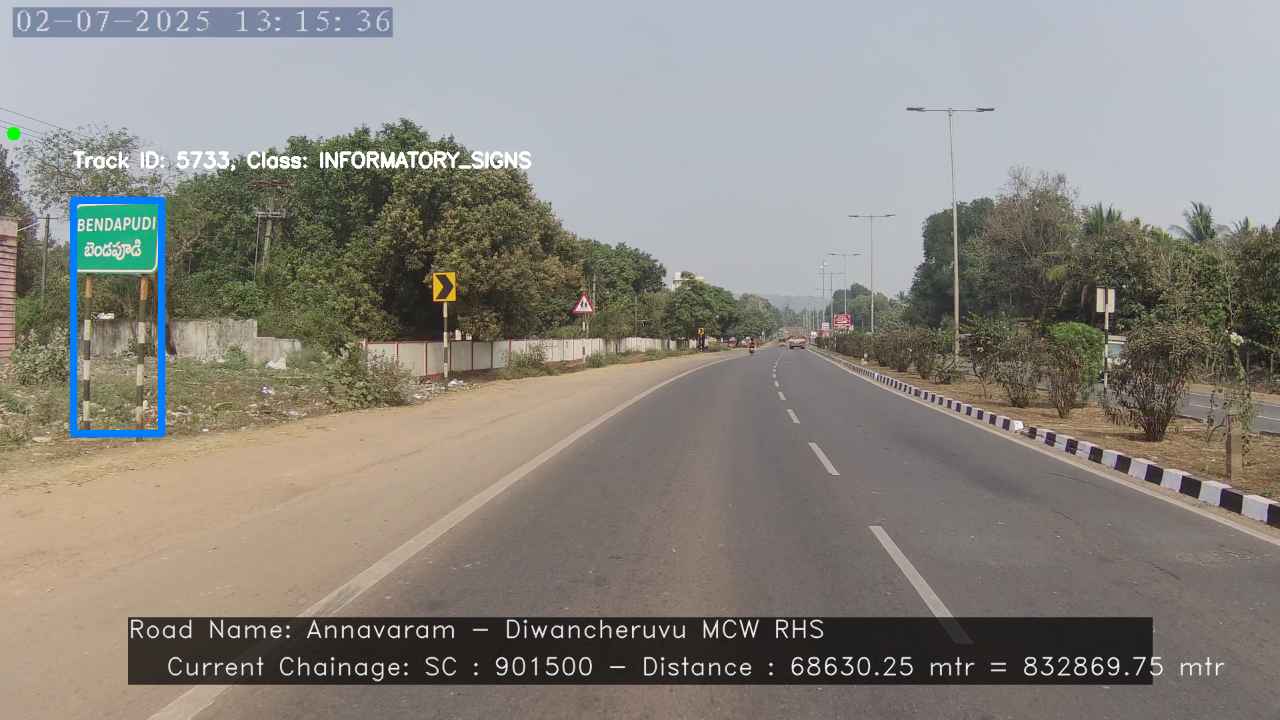 02-07-2025 13:15:36
Track ID: 5733, Class: INFORMATORY_SIGNS
BENDAPUDI
బెండపూడి
Road Name: Annavaram - Diwancheruvu MCW RHS
Current Chainage: SC : 901500 - Distance : 68630.25 mtr = 832869.75 mtr